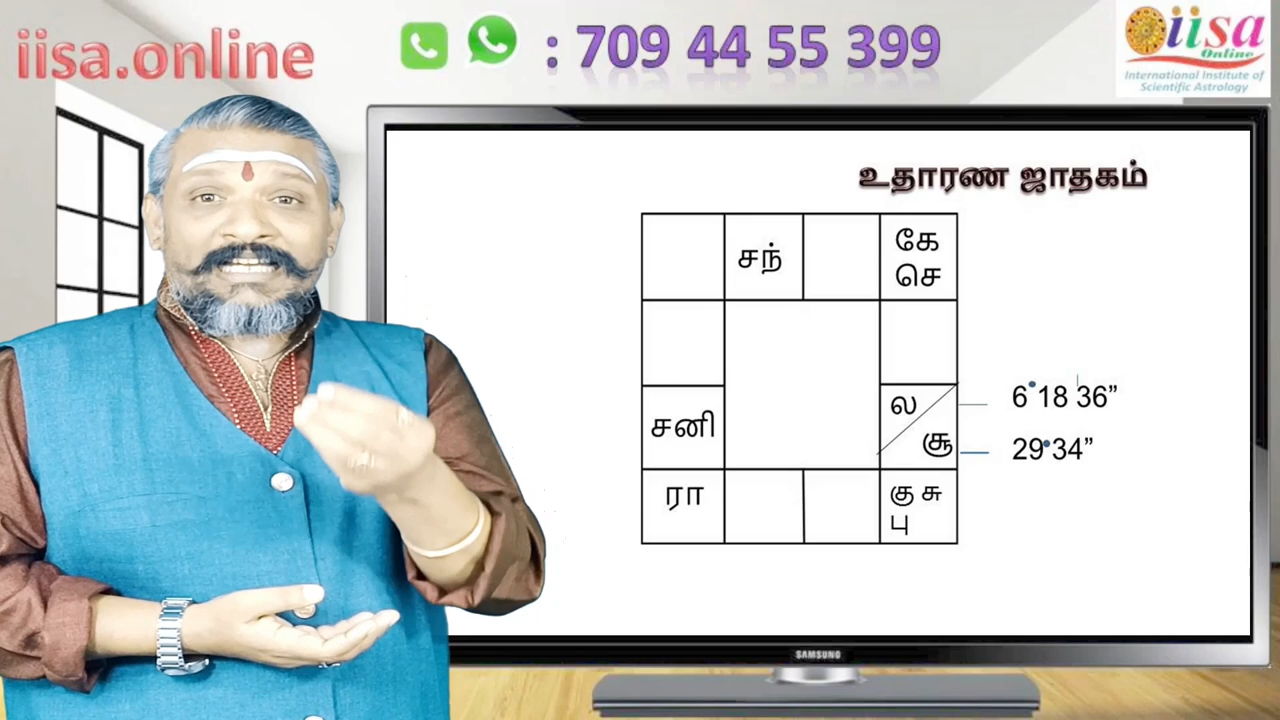 iisa.online
: 709 44 55 399
iisa
Online
International Institute of
Scientific Astrology
உதாரண ஜாதகம்
சந்
கே
செ
ல
சூ
6°18'36”
29°34”
சனி
ரா
கு சு
பு
SAMSUNG